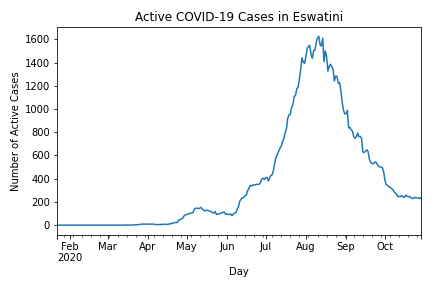 Active COVID-19 Cases in Eswatini
Number of Active Cases
1600
1400
1200
1000
800
600
400
200
0
Feb Mar Apr May Jun Jul Aug Sep Oct
2020
Day